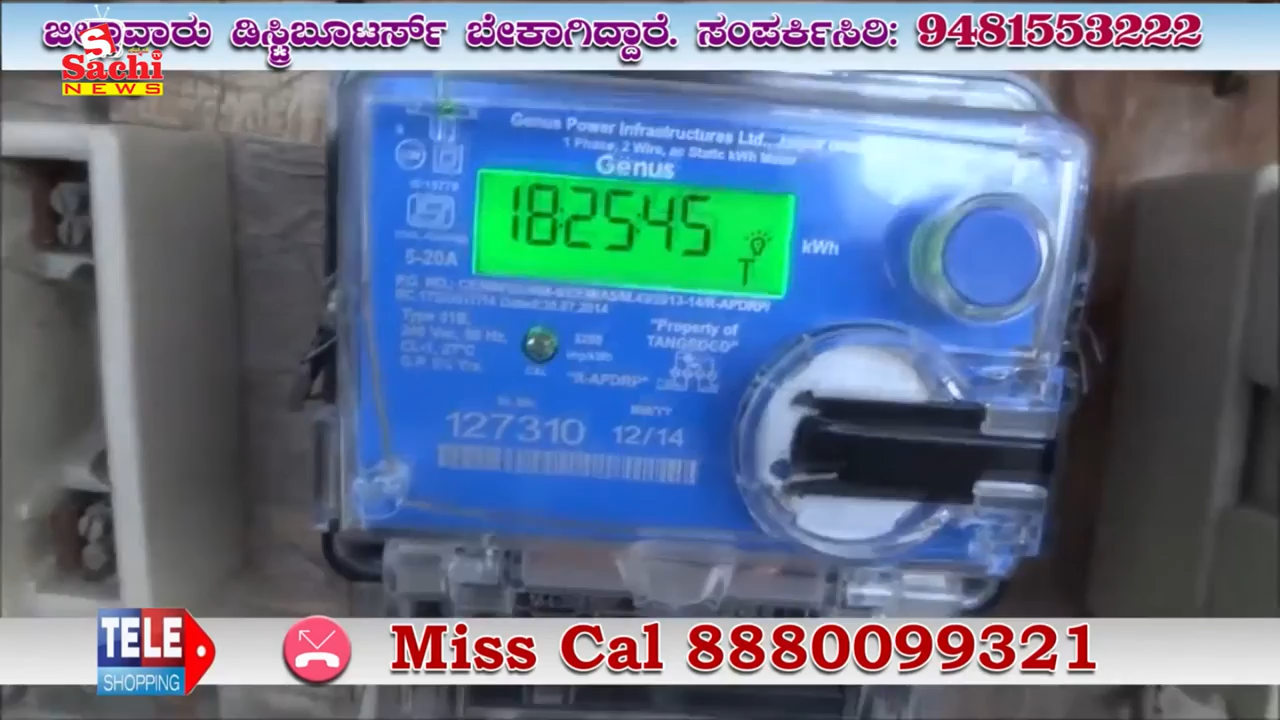 ಜಿಲ್ಲಾವಾರು ಡಿಸ್ಟ್ರಿಬೂಟರ್ಸ್ ಬೇಕಾಗಿದ್ದಾರೆ. ಸಂಪರ್ಕಿಸಿರಿ: 9481553222
Sachi
NEWS
Genus Power Infrastructures Ltd.,
1 Phase, 2 Wire, ac Static kWh Meter
Genus
182545
T
kWh
5-20A
"Property of
TANGEDCO"
"R-APDRP"
127310 12/14
TELE
SHOPPING
Miss Cal 8880099321